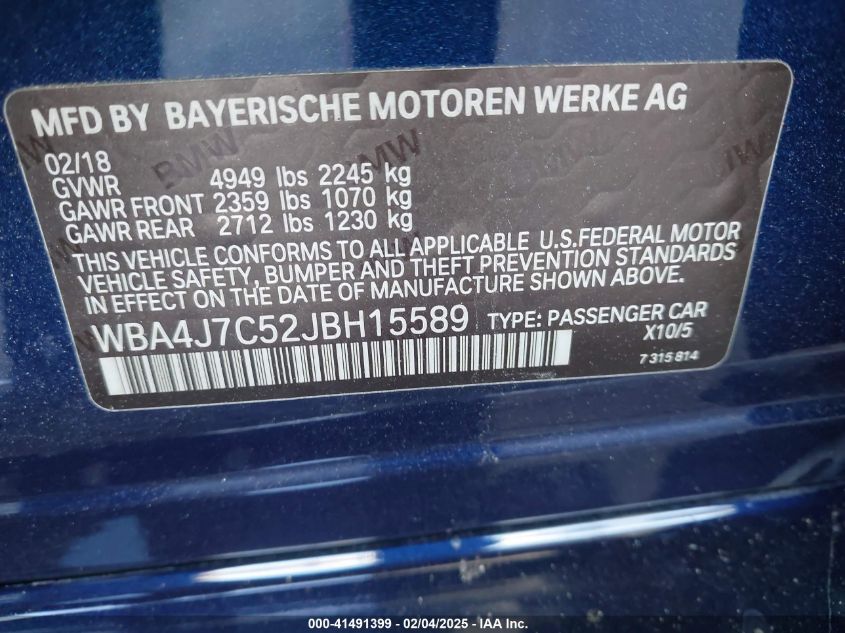 MFD BY BAYERISCHE MOTOREN WERKE AG
02/18
GVWR 4949 lbs 2245 kg
GAWR FRONT 2359 lbs 1070 kg
GAWR REAR 2712 lbs 1230 kg
THIS VEHICLE CONFORMS TO ALL APPLICABLE U.S.FEDERAL MOTOR
VEHICLE SAFETY, BUMPER AND THEFT PREVENTION STANDARDS
IN EFFECT ON THE DATE OF MANUFACTURE SHOWN ABOVE.
WBA4J7C52JBH15589 TYPE: PASSENGER CAR
X10/5
7 315 814
000-41491399 - 02/04/2025 - IAA Inc.